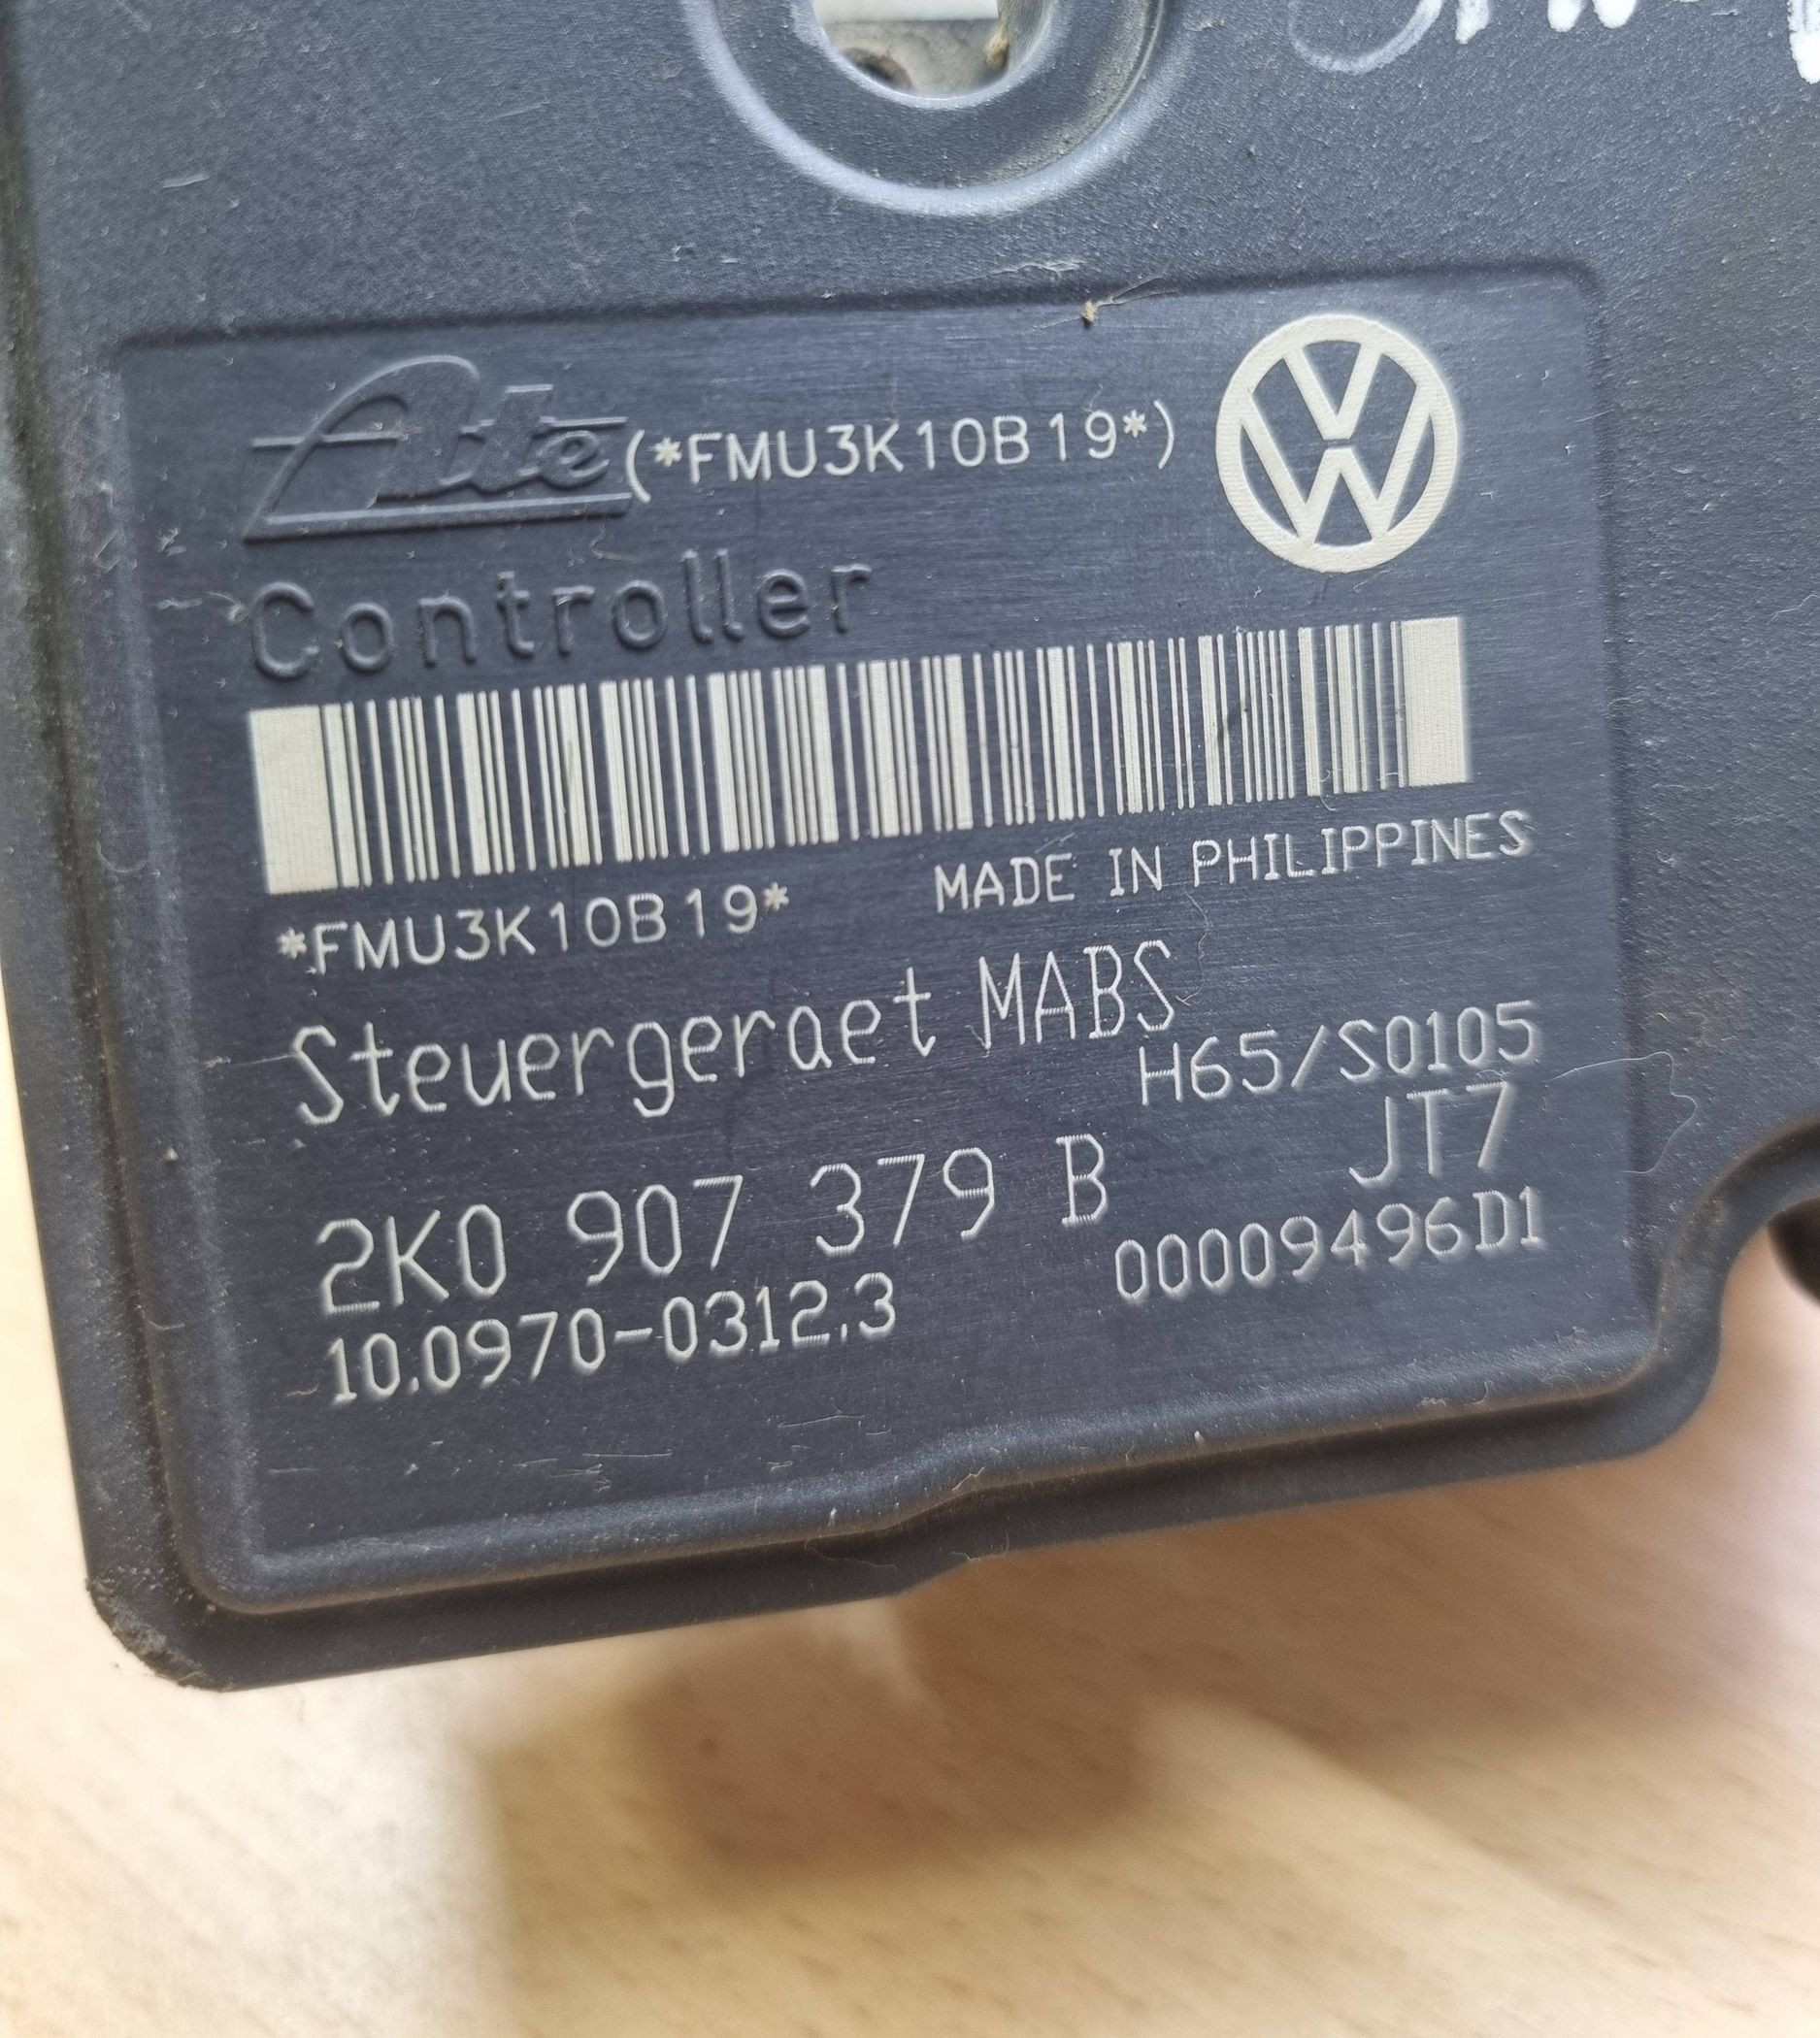 Ate (*FMU3K10B19*)
Controller
*FMU3K10B19* MADE IN PHILIPPINES
Steuergeraet MABS
H65/S0105
JT7
2K0 907 379 B
00009496D1
10.0970-0312.3